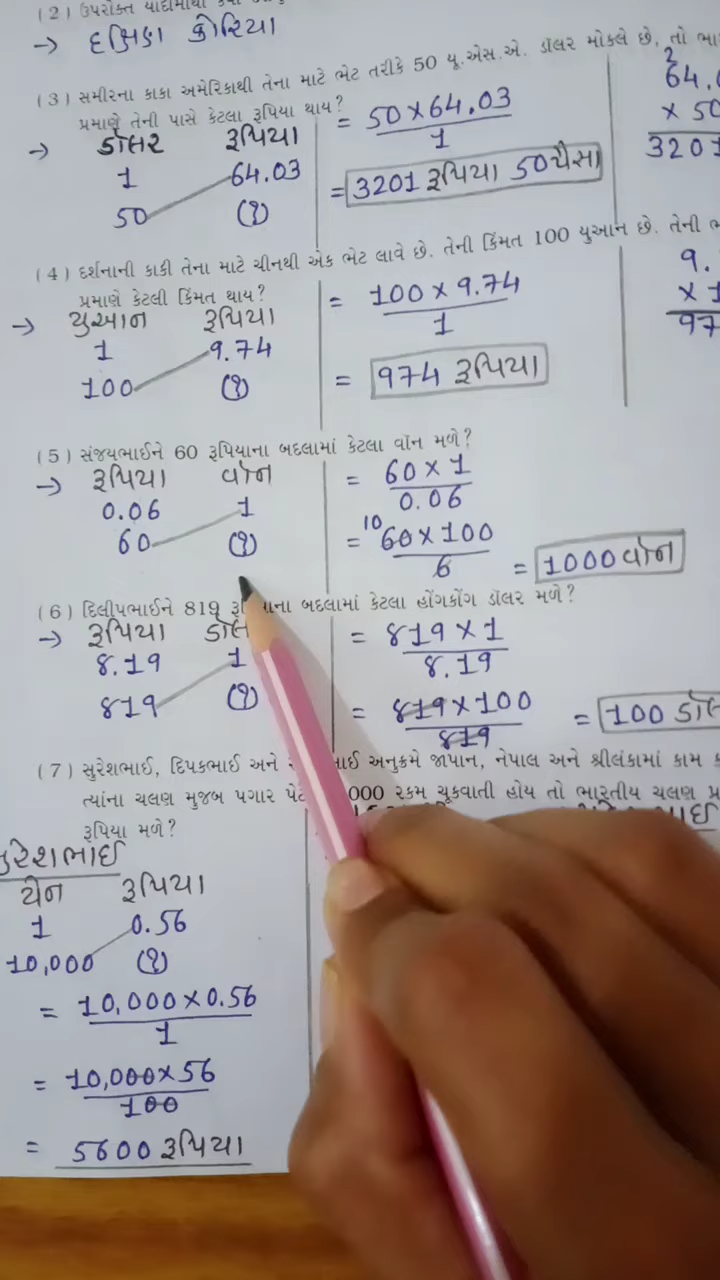 (2) ઉપરોક્ત યાદીમાંથી
→ દક્ષિણ કોરિયા
(3) સમીરના કાકા અમેરિકાથી તેના માટે ભેટ તરીકે 50 યૂ.એસ.એ. ડૉલર મોકલે છે, તો
પ્રમાણે તેની પાસે કેટલા રૂપિયા થાય?
→ ડૉલર રૂપિયા
1 64.03
50 (?)
= 50 × 64.03
1
= 3201 રૂપિયા 50 પૈસા
2
64.
× 50
3201
(4) દર્શનાની કાકી તેના માટે ચીનથી એક ભેટ લાવે છે. તેની કિંમત 100 યુઆન છે. તેની
પ્રમાણે કેટલી કિંમત થાય?
→ યુઆન રૂપિયા
1 9.74
100 (?)
= 100 × 9.74
1
= 974 રૂપિયા
9.
× 1
97
(5) સંજયભાઈને 60 રૂપિયાના બદલામાં કેટલા વૉન મળે?
→ રૂપિયા વૉન
0.06 1
60 (?)
= 60 × 1
0.06
= 10 60 × 100
6
= 1000 વૉન
(6) દિલીપભાઈને 819 બદલામાં કેટલા હોંગકોંગ ડૉલર મળે?
→ રૂપિયા
8.19 1
819 (?)
= 819 × 1
8.19
= 819 × 100
819
= 100
(7) સુરેશભાઈ, દિપકભાઈ અને અનુક્રમે જાપાન, નેપાલ અને શ્રીલંકામાં કામ
ત્યાંના ચલણ મુજબ પગાર પેટે 000 રકમ ચૂકવાતી હોય તો ભારતીય ચલણ
રૂપિયા મળે?
સુરેશભાઈ
યેન રૂપિયા
1 0.56
10,000 (?)
= 10,000 × 0.56
1
= 10,000 × 56
100
= 5600 રૂપિયા